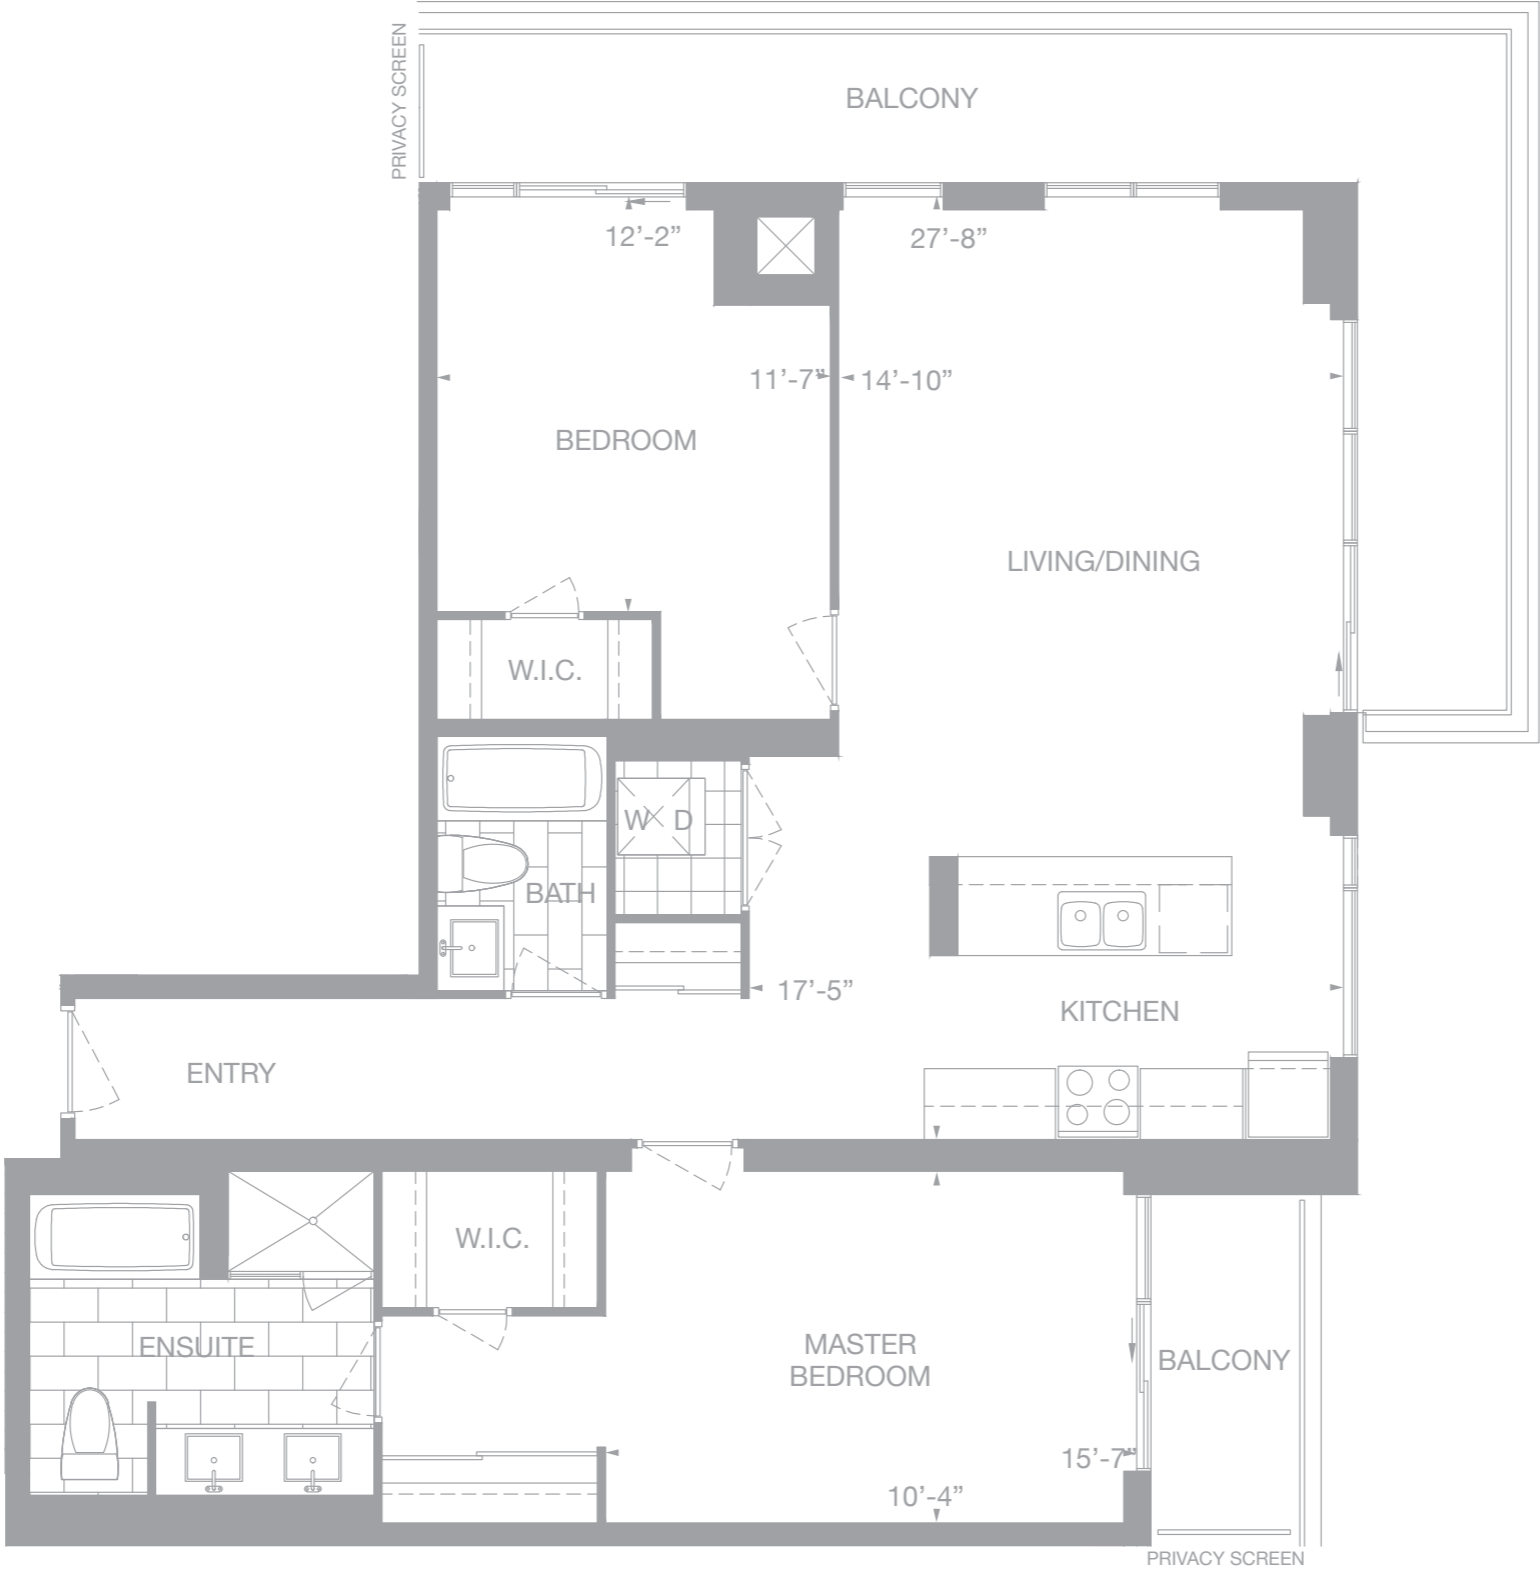 PRIVACY SCREEN
BALCONY
12’-2”
27’-8”
11’-7”
14’-10”
BEDROOM
LIVING/DINING
W.I.C.
W D
BATH
17’-5”
KITCHEN
ENTRY
W.I.C.
ENSUITE
MASTER
BEDROOM
BALCONY
15’-7”
10’-4”
PRIVACY SCREEN